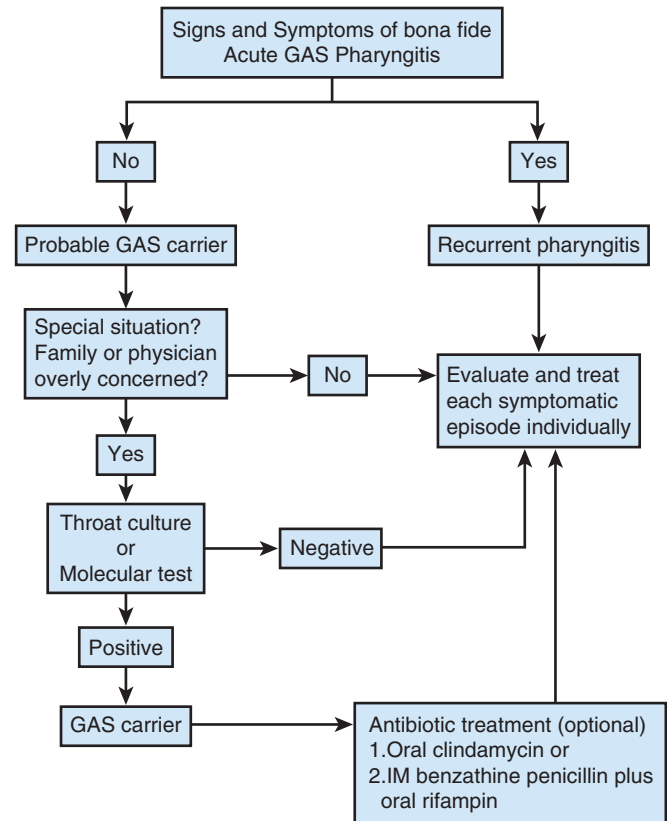 Signs and Symptoms of bona fide
Acute GAS Pharyngitis
No
Yes
Probable GAS carrier
Recurrent pharyngitis
Special situation?
Family or physician
overly concerned?
No
Evaluate and treat
each symptomatic
episode individually
Yes
Throat culture
or
Molecular test
Negative
Positive
GAS carrier
Antibiotic treatment (optional)
1.Oral clindamycin or
2.IM benzathine penicillin plus
oral rifampin